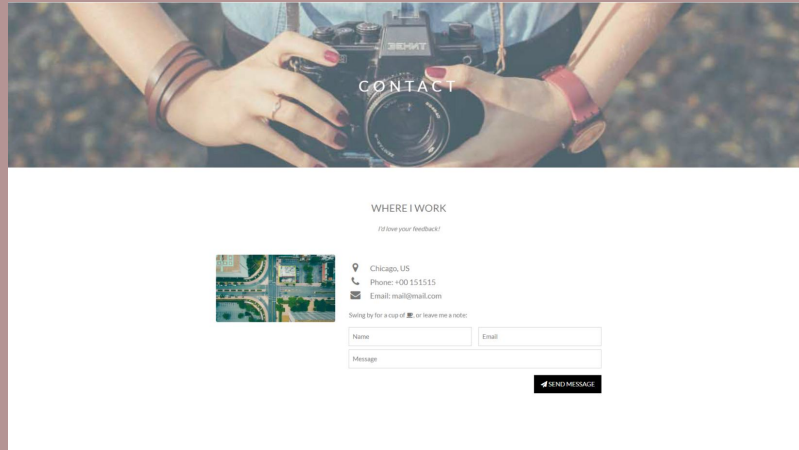 CONTACT
WHERE I WORK
I'd love your feedback!
Chicago, US
Phone: +00 151515
Email: mail@mail.com
Swing by for a cup of , or leave me a note:
Name
Email
Message
SEND MESSAGE